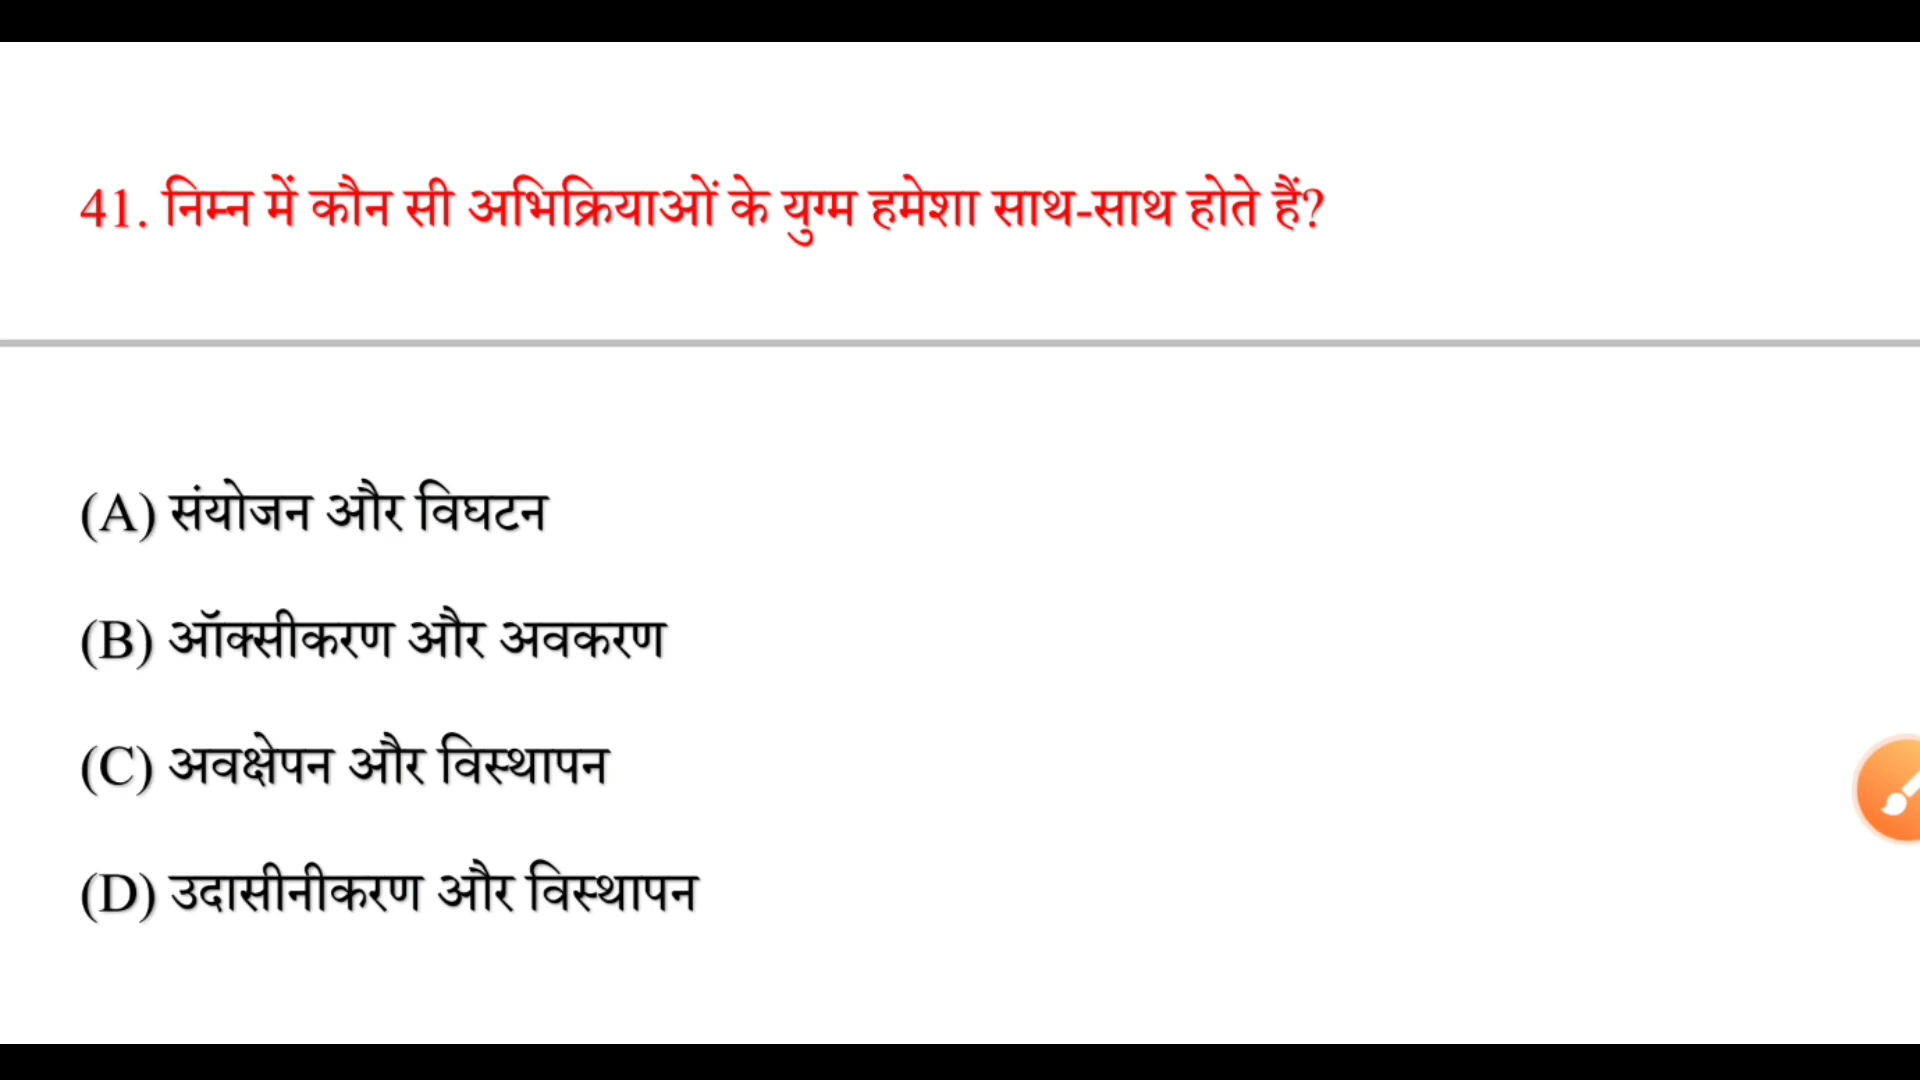 41. निम्न में कौन सी अभिक्रियाओं के युग्म हमेशा साथ-साथ होते हैं?
(A) संयोजन और विघटन
(B) ऑक्सीकरण और अवकरण
(C) अवक्षेपन और विस्थापन
(D) उदासीनीकरण और विस्थापन